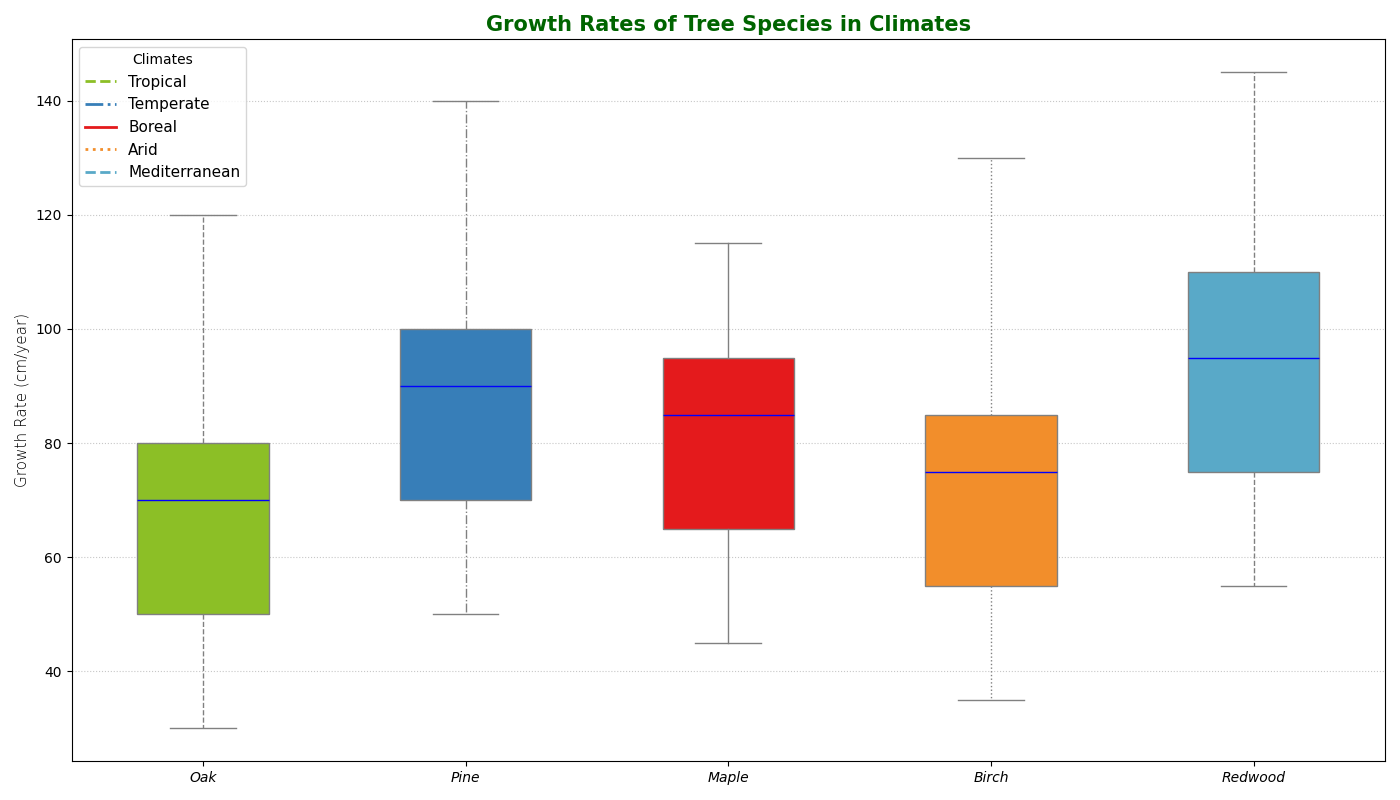 Growth Rates of Tree Species in Climates
Climates
Tropical
Temperate
Boreal
Arid
Mediterranean
Growth Rate (cm/year)
140
120
100
80
60
40
Oak
Pine
Maple
Birch
Redwood